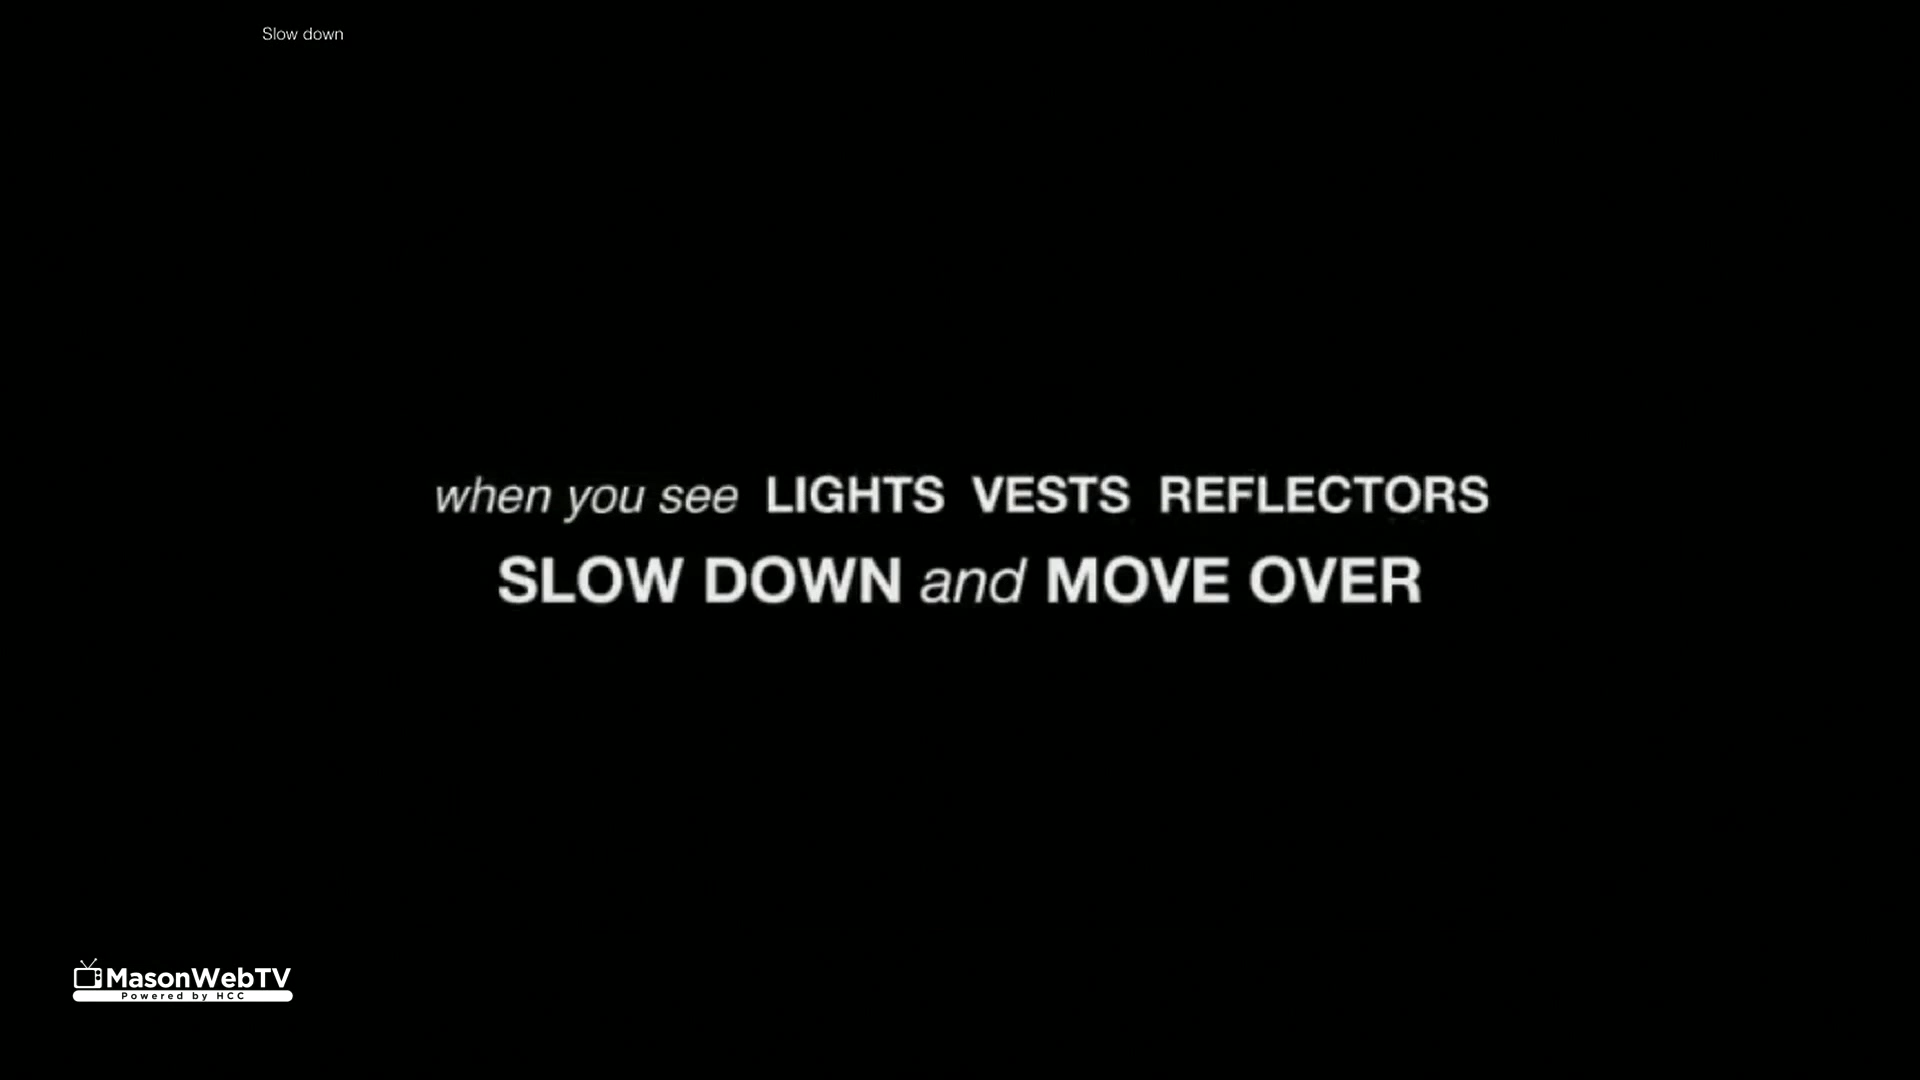 Slow down
when you see LIGHTS VESTS REFLECTORS
SLOW DOWN and MOVE OVER
MasonWebTV
Powered by HCC